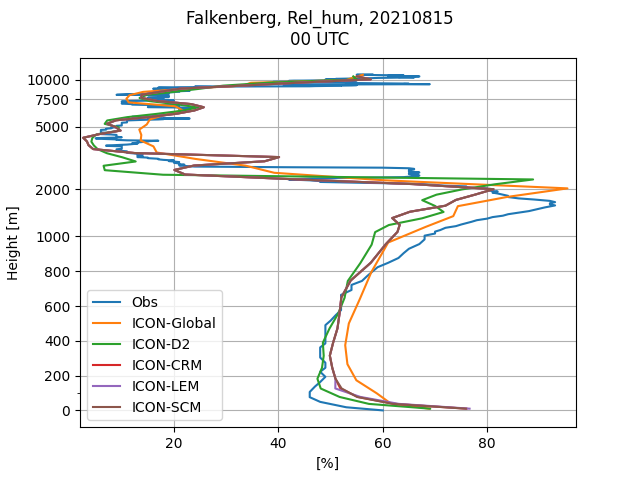 Falkenberg, Rel_hum, 20210815
00 UTC
10000
7500
5000
2000
1000
800
600
400
200
0
Height [m]
Obs
ICON-Global
ICON-D2
ICON-CRM
ICON-LEM
ICON-SCM
20
40
60
80
[%]